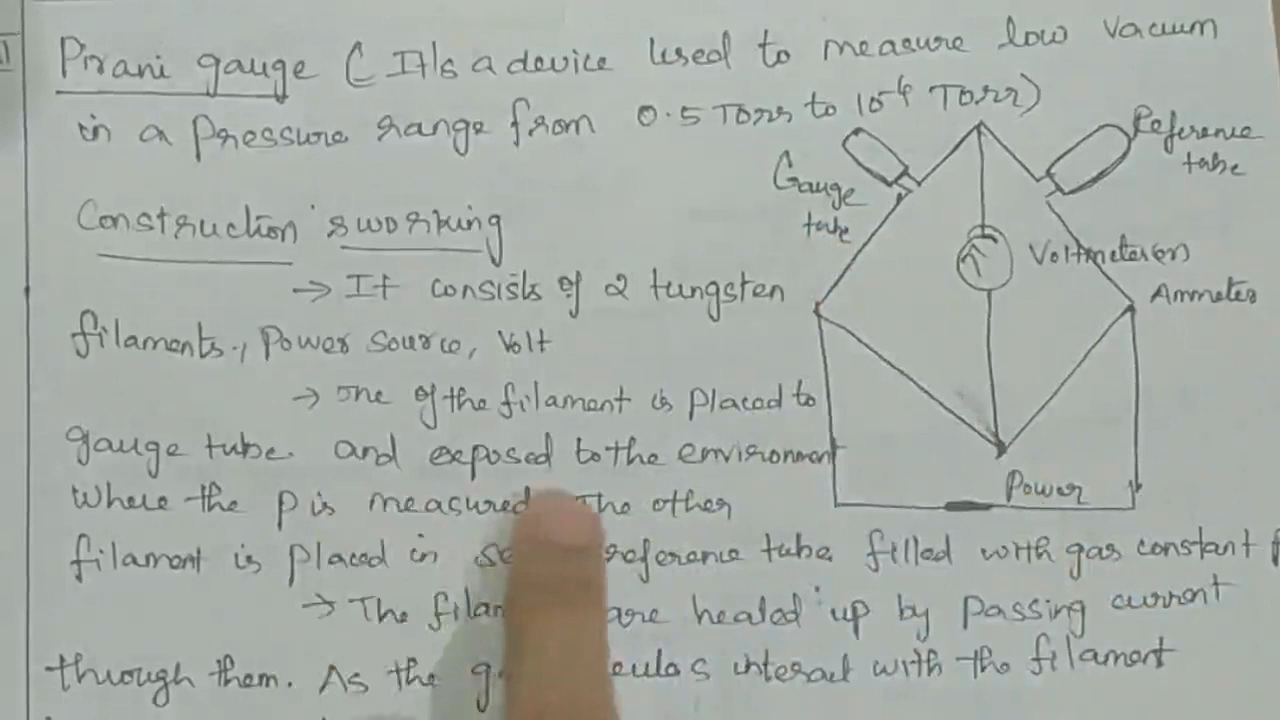 Pirani gauge ( It's a device used to measure low vacuum
in a pressure range from 0.5 Torr to 10-4 Torr)
Reference
tube
Gauge
tube
Construction & working
Voltmeter (or)
Ammeter
→ It consists of 2 tungsten
filaments, Power source, Volt
→ One of the filament is placed to
gauge tube. and exposed to the environment
Where the p is measured The other
Power
filament is placed in reference tube filled with gas constant
→ The are heated up by passing current
through them. As the interact with the filament